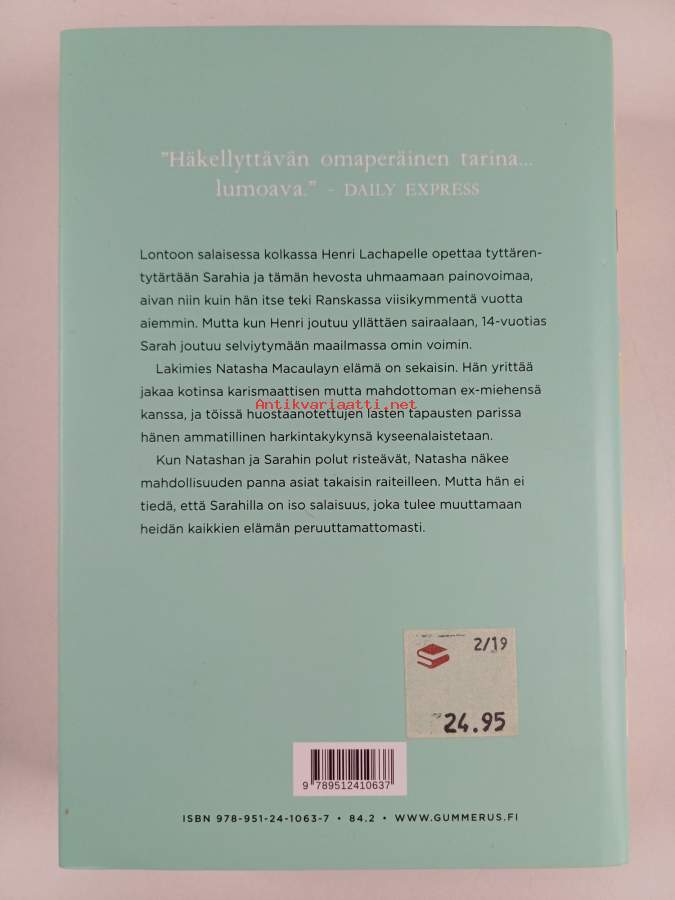 "Häkellyttävän omaperäinen tarina...
lumoava." - DAILY EXPRESS
Lontoon salaisessa kolkassa Henri Lachapelle opettaa tyttären-
tytärtään Sarahia ja tämän hevosta uhmaamaan painovoimaa,
aivan niin kuin hän itse teki Ranskassa viisikymmentä vuotta
aiemmin. Mutta kun Henri joutuu yllättäen sairaalaan, 14-vuotias
Sarah joutuu selviytymään maailmassa omin voimin.
Lakimies Natasha Macaulayn elämä on sekaisin. Hän yrittää
jakaa kotinsa karismaattisen mutta mahdottoman ex-miehensä
Antikvariaatti.net
kanssa, ja töissä huostaanotettujen lasten tapausten parissa
hänen ammatillinen harkintakykynsä kyseenalaistetaan.
Kun Natashan ja Sarahin polut risteävät, Natasha näkee
mahdollisuuden panna asiat takaisin raiteilleen. Mutta hän ei
tiedä, että Sarahilla on iso salaisuus, joka tulee muuttamaan
heidän kaikkien elämän peruuttamattomasti.
2/19
24.95
9 789512 410637
ISBN 978-951-24-1063-7 • 84.2 • WWW.GUMMERUS.FI